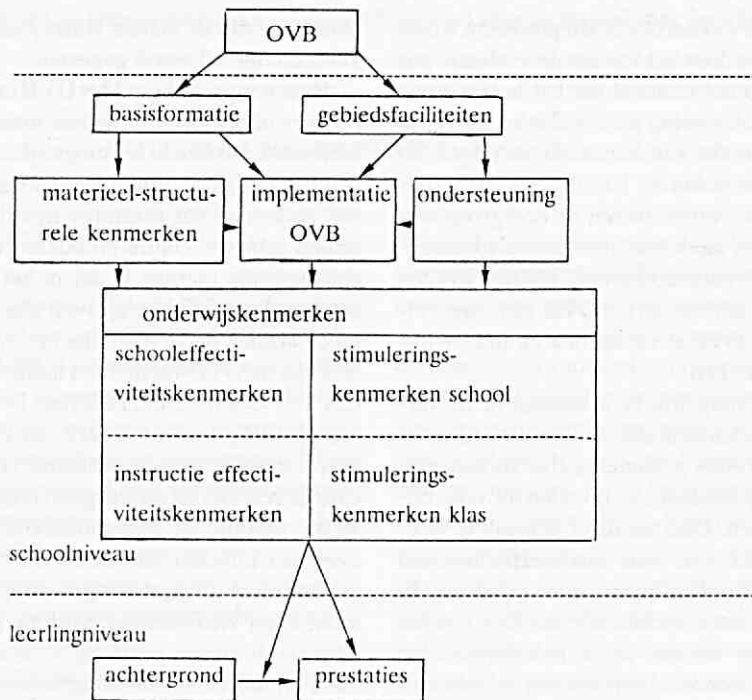 OVB
basisformatie
gebiedsfaciliteiten
materieel-structu-
rele kenmerken
implementatie
OVB
ondersteuning
onderwijskenmerken
schooleffecti-
viteitskenmerken
stimulerings-
kenmerken school
instructie effecti-
viteitskenmerken
stimulerings-
kenmerken klas
schoolniveau
leerlingniveau
achtergrond
prestaties